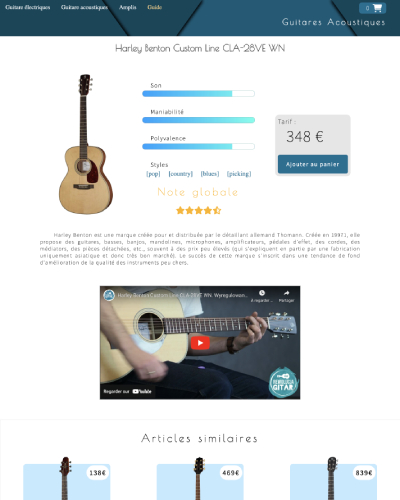 Guitare électriques Guitare acoustiques Amplis Guide
0
Guitares Acoustiques
Harley Benton Custom Line CLA-28VE WN
Son
Maniabilité
Polyvalence
Styles
[pop] [country] [blues] [picking]
Note globale
Tarif :
348 €
Ajouter au panier
Harley Benton est une marque créée pour et distribuée par le détaillant allemand Thomann. Créée en 1997), elle
propose des guitares, basses, banjos, mandolines, microphones, amplificateurs, pédales d'effet, des cordes, des
médiators, des pièces détachées, etc., souvent à des prix peu élevés (qui s'expliquent en partie par une fabrication
uniquement asiatique et donc très bon marché). Le succès de cette marque s'inscrit dans une tendance de fond
d'amélioration de la qualité des instruments peu chers.
Harley Benton Custom Line CLA-28VE WN.
À regarder ... Partager
Regarder sur YouTube
GITAR
Articles similaires
138€
469€
839€